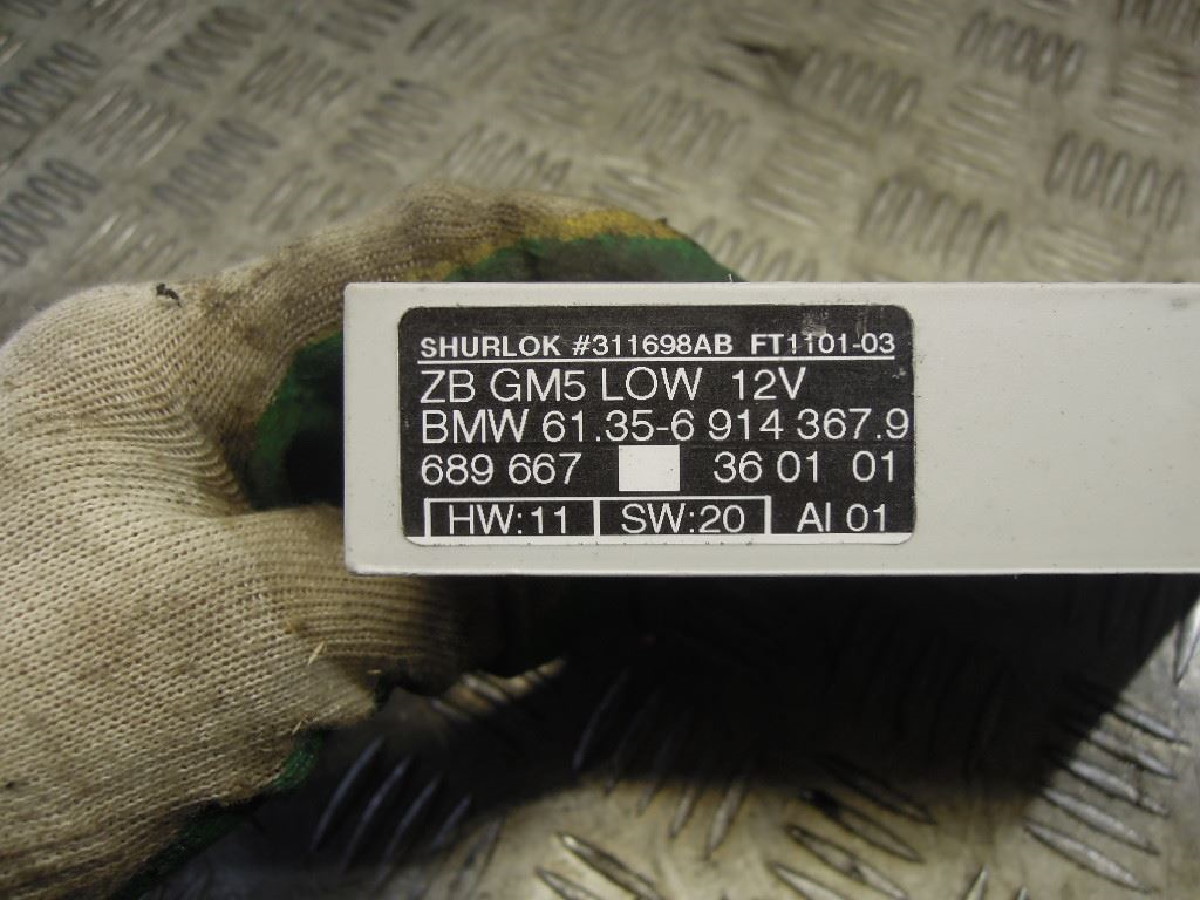 SHURLOK #311698AB FT1101-03
ZB GM5 LOW 12V
BMW 61.35-6 914 367.9
689 667 36 01 01
HW:11 SW:20 AI 01